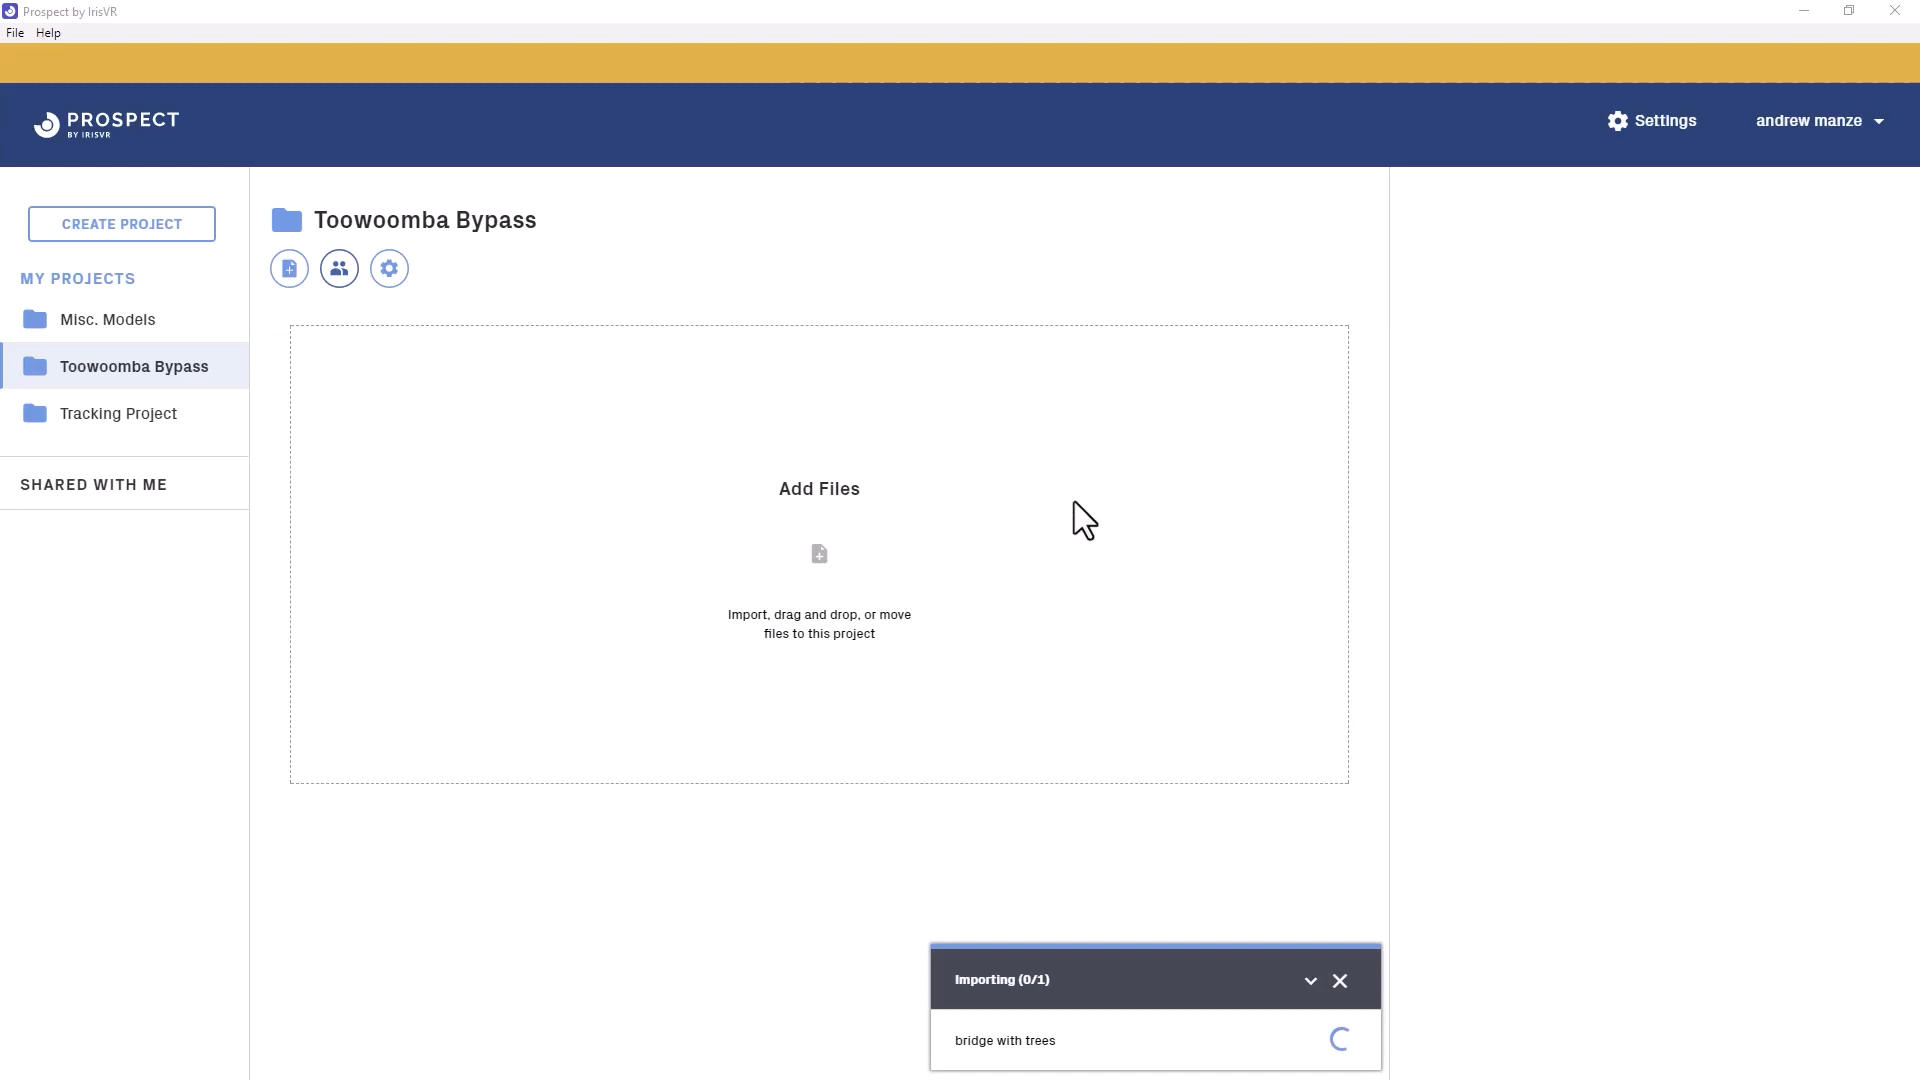 Prospect by IrisVR
File Help
PROSPECT
BY IRISVR
Settings
andrew manze
CREATE PROJECT
MY PROJECTS
Misc. Models
Toowoomba Bypass
Tracking Project
SHARED WITH ME
Toowoomba Bypass
Add Files
Import, drag and drop, or move
files to this project
Importing (0/1)
bridge with trees